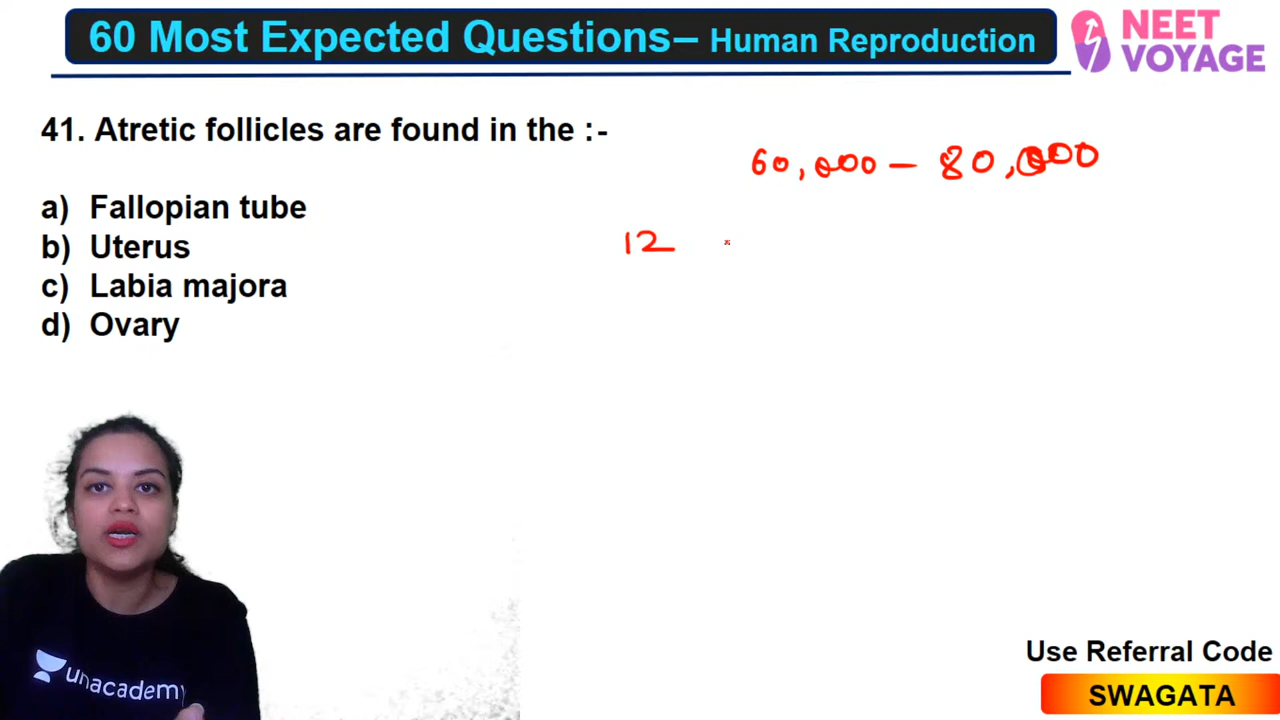 60 Most Expected Questions– Human Reproduction
NEET
VOYAGE
41. Atretic follicles are found in the :-
60,000 – 80,000
a) Fallopian tube
12
b) Uterus
c) Labia majora
d) Ovary
unacademy
Use Referral Code
SWAGATA